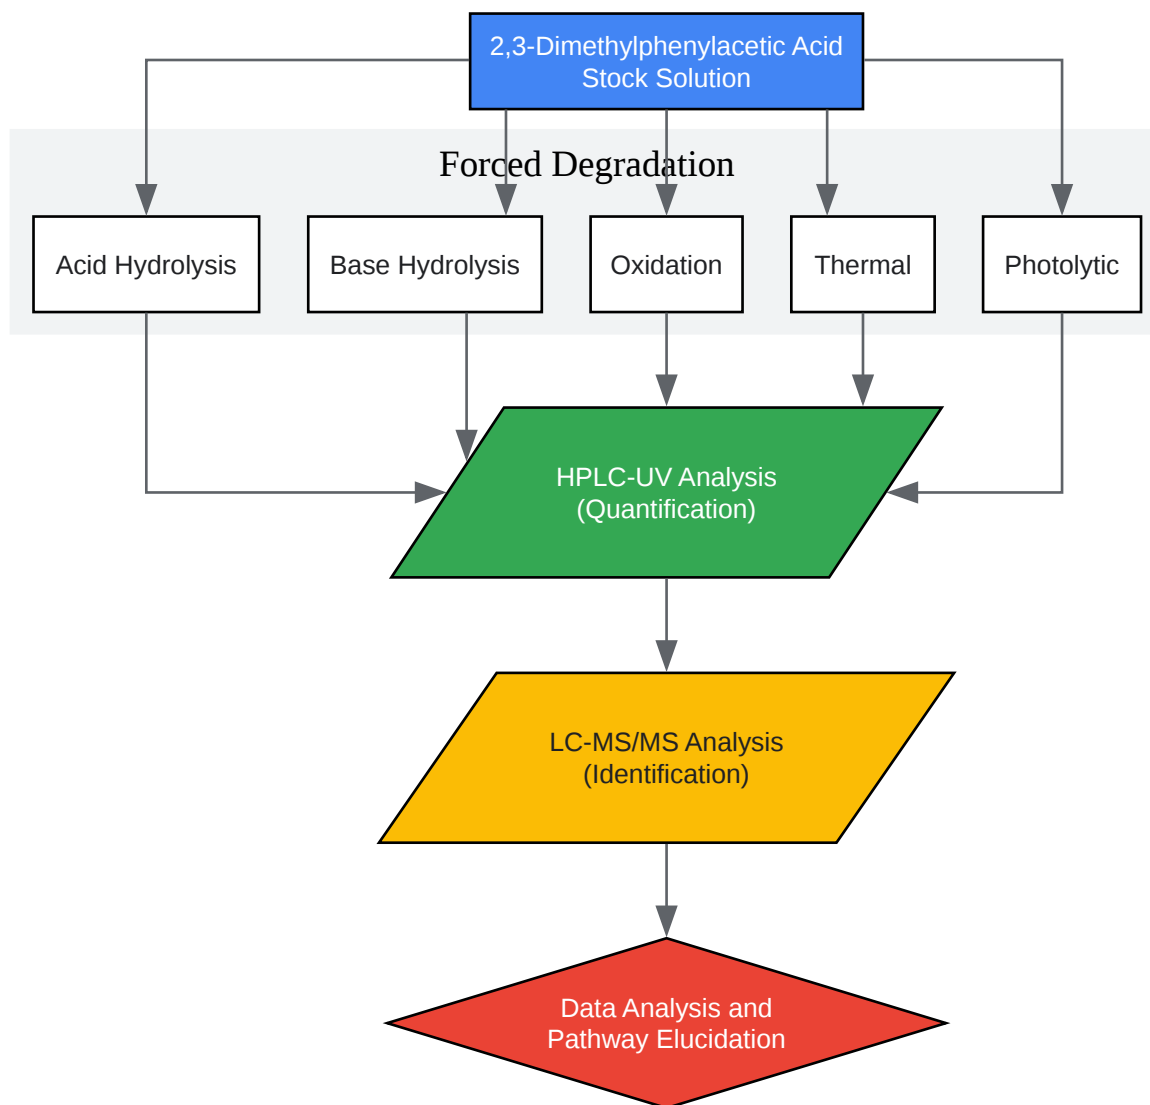 2,3-Dimethylphenylacetic Acid
Stock Solution
Forced Degradation
Acid Hydrolysis
Base Hydrolysis
Oxidation
Thermal
Photolytic
HPLC-UV Analysis
(Quantification)
LC-MS/MS Analysis
(Identification)
Data Analysis and
Pathway Elucidation